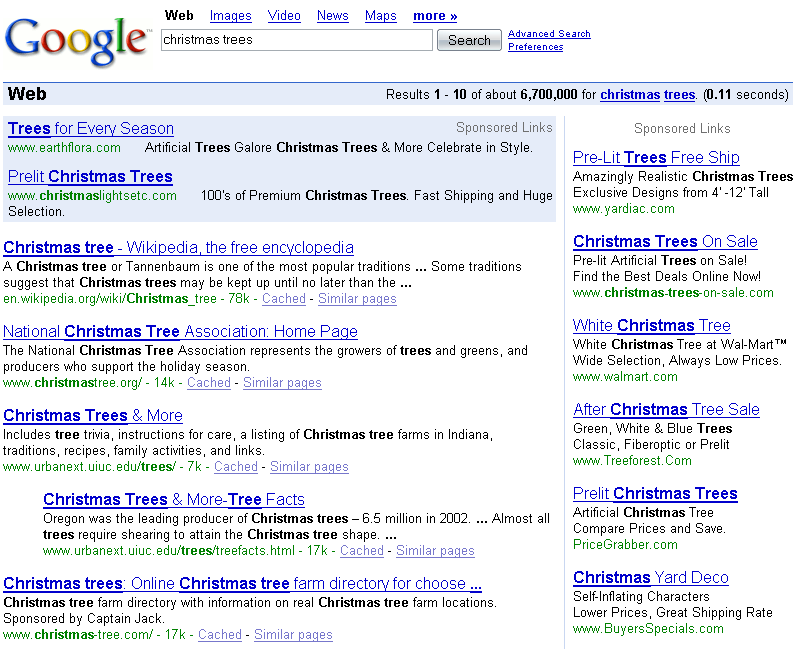 Google™
Web Images Video News Maps more »
christmas trees Search Advanced Search
Preferences
Web Results 1 - 10 of about 6,700,000 for christmas trees. (0.11 seconds)
Trees for Every Season Sponsored Links
www.earthflora.com Artificial Trees Galore Christmas Trees & More Celebrate in Style.
Prelit Christmas Trees
www.christmaslightsetc.com 100's of Premium Christmas Trees. Fast Shipping and Huge
Selection.
Christmas tree - Wikipedia, the free encyclopedia
A Christmas tree or Tannenbaum is one of the most popular traditions ... Some traditions
suggest that Christmas trees may be kept up until no later than the ...
en.wikipedia.org/wiki/Christmas_tree - 78k - Cached - Similar pages
National Christmas Tree Association: Home Page
The National Christmas Tree Association represents the growers of trees and greens, and
producers who support the holiday season.
www.christmastree.org/ - 14k - Cached - Similar pages
Christmas Trees & More
Includes tree trivia, instructions for care, a listing of Christmas tree farms in Indiana,
traditions, recipes, family activities, and links.
www.urbanext.uiuc.edu/trees/ - 7k - Cached - Similar pages
Christmas Trees & More-Tree Facts
Oregon was the leading producer of Christmas trees – 6.5 million in 2002. ... Almost all
trees require shearing to attain the Christmas tree shape. ...
www.urbanext.uiuc.edu/trees/treefacts.html - 17k - Cached - Similar pages
Christmas trees: Online Christmas tree farm directory for choose ...
Christmas tree farm directory with information on real Christmas tree farm locations.
Sponsored by Captain Jack.
www.christmas-tree.com/ - 17k - Cached - Similar pages
Sponsored Links
Pre-Lit Trees Free Ship
Amazingly Realistic Christmas Trees
Exclusive Designs from 4' -12' Tall
www.yardiac.com
Christmas Trees On Sale
Pre-lit Artificial Trees on Sale!
Find the Best Deals Online Now!
www.christmas-trees-on-sale.com
White Christmas Tree
White Christmas Tree at Wal-Mart™
Wide Selection, Always Low Prices.
www.walmart.com
After Christmas Tree Sale
Green, White & Blue Trees
Classic, Fiberoptic or Prelit
www.Treeforest.Com
Prelit Christmas Trees
Artificial Christmas Tree
Compare Prices and Save.
PriceGrabber.com
Christmas Yard Deco
Self-Inflating Characters
Lower Prices, Great Shipping Rate
www.BuyersSpecials.com